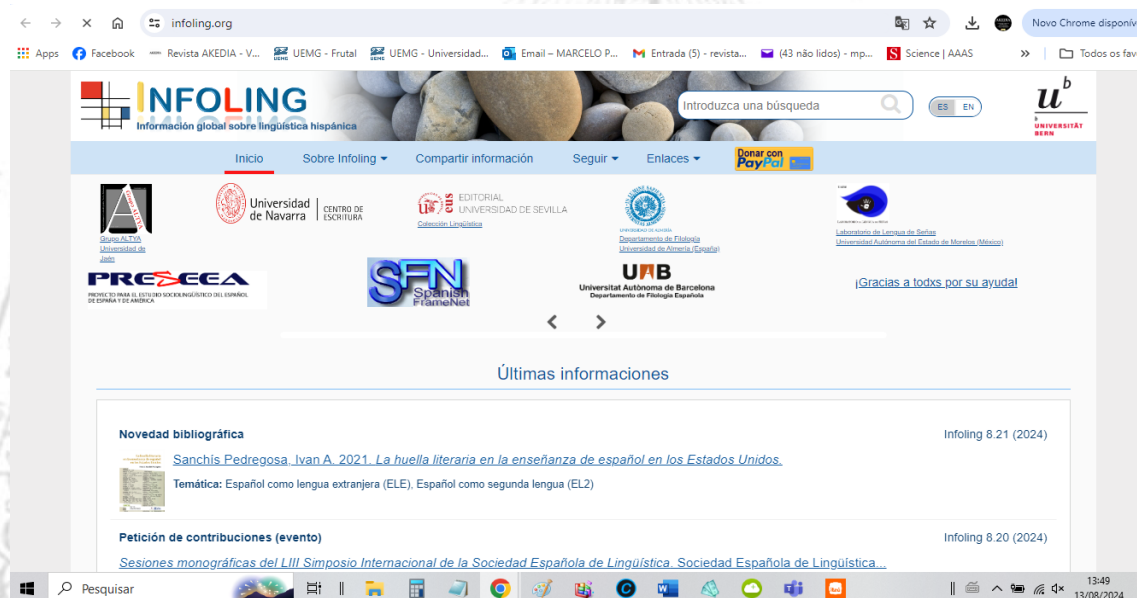 infoling.org
Novo Chrome disponív
Apps Facebook Revista AKEDIA - V... UEMG - Frutal UEMG - Universidad... Email – MARCELO P... Entrada (5) - revista... (43 não lidos) - mp... Science | AAAS » Todos os fav
INFOLING
Información global sobre lingüística hispánica
Introduzca una búsqueda
ES EN
u b
UNIVERSITÄT
BERN
Inicio Sobre Infoling Compartir información Seguir Enlaces Donar con
PayPal
Grupo ALTYA
Universidad de
Jaén
Universidad
de Navarra
CENTRO DE
ESCRITURA
eus EDITORIAL
UNIVERSIDAD DE SEVILLA
Colección Lingüística
Departamento de Filología
Universidad de Almería (España)
Laboratorio de Lengua de Señas
Universidad Autónoma del Estado de Morelos (México)
PRESEEA
PROYECTO PARA EL ESTUDIO SOCIOLINGÜÍSTICO DEL ESPAÑOL
DE ESPAÑA Y DE AMÉRICA
SFN
Spanish
FrameNet
UAB
Universitat Autònoma de Barcelona
Departamento de Filología Española
¡Gracias a todxs por su ayuda!
Últimas informaciones
Novedad bibliográfica Infoling 8.21 (2024)
Sanchís Pedregosa, Ivan A. 2021. La huella literaria en la enseñanza de español en los Estados Unidos.
Temática: Español como lengua extranjera (ELE), Español como segunda lengua (EL2)
Petición de contribuciones (evento) Infoling 8.20 (2024)
Sesiones monográficas del LIII Simposio Internacional de la Sociedad Española de Lingüística. Sociedad Española de Lingüística...
Pesquisar
13:49
13/08/2024